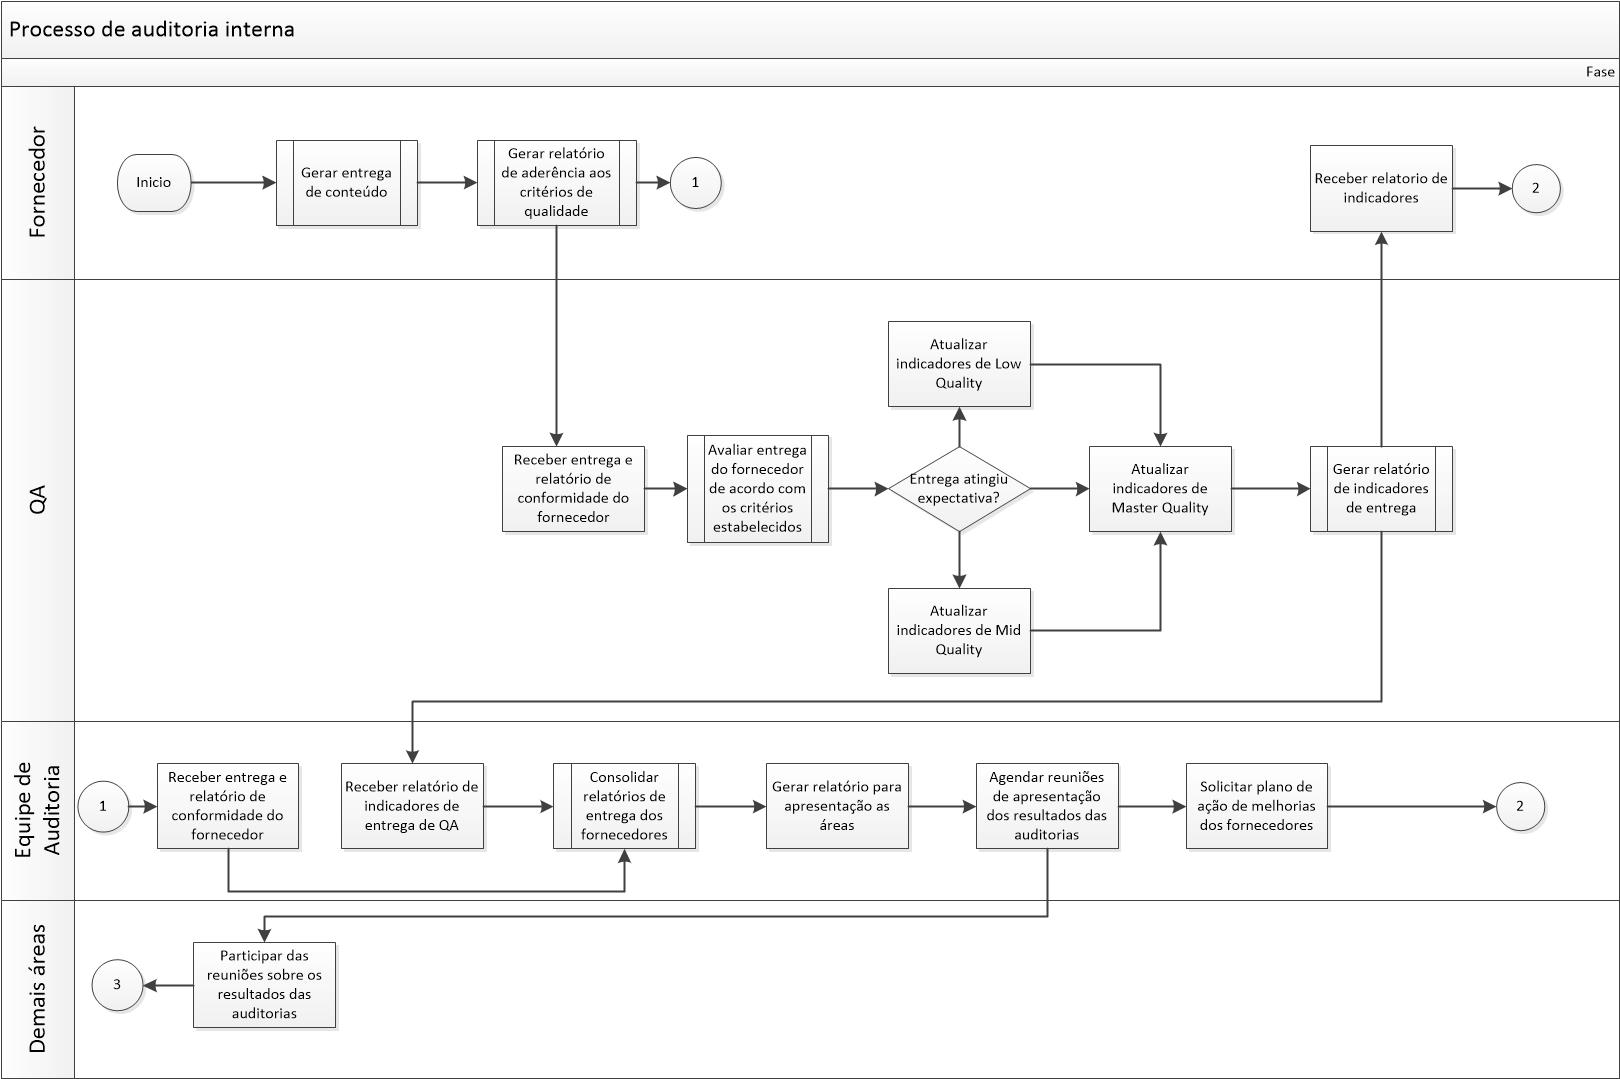 Processo de auditoria interna
Fase
Fornecedor
Inicio
Gerar entrega
de conteúdo
Gerar relatório
de aderência aos
critérios de
qualidade
1
Receber relatorio de
indicadores
2
QA
Receber entrega e
relatório de
conformidade do
fornecedor
Avaliar entrega
do fornecedor
de acordo com
os critérios
estabelecidos
Entrega atingiu
expectativa?
Atualizar
indicadores de Low
Quality
Atualizar
indicadores de Mid
Quality
Atualizar
indicadores de
Master Quality
Gerar relatório
de indicadores
de entrega
Equipe de
Auditoria
1
Receber entrega e
relatório de
conformidade do
fornecedor
Receber relatório de
indicadores de
entrega de QA
Consolidar
relatórios de
entrega dos
fornecedores
Gerar relatório para
apresentação as
áreas
Agendar reuniões
de apresentação
dos resultados das
auditorias
Solicitar plano de
ação de melhorias
dos fornecedores
2
Demais áreas
3
Participar das
reuniões sobre os
resultados das
auditorias